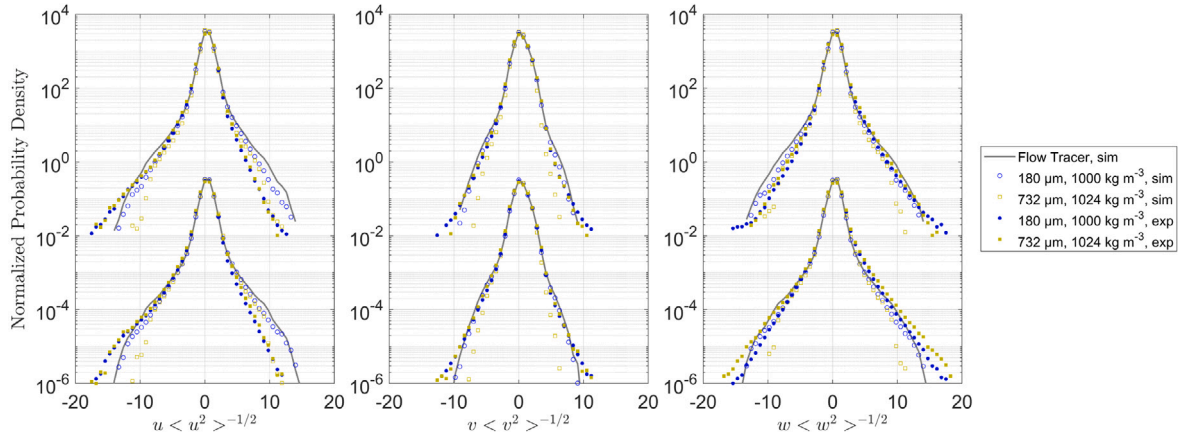 Normalized Probability Density
10^4
10^2
10^0
10^-2
10^-4
10^-6
-20 -10 0 10 20
u < u^2 >^-1/2
10^4
10^2
10^0
10^-2
10^-4
10^-6
-20 -10 0 10 20
v < v^2 >^-1/2
10^4
10^2
10^0
10^-2
10^-4
10^-6
-20 -10 0 10 20
w < w^2 >^-1/2
Flow Tracer, sim
180 µm, 1000 kg m^-3, sim
732 µm, 1024 kg m^-3, sim
180 µm, 1000 kg m^-3, exp
732 µm, 1024 kg m^-3, exp